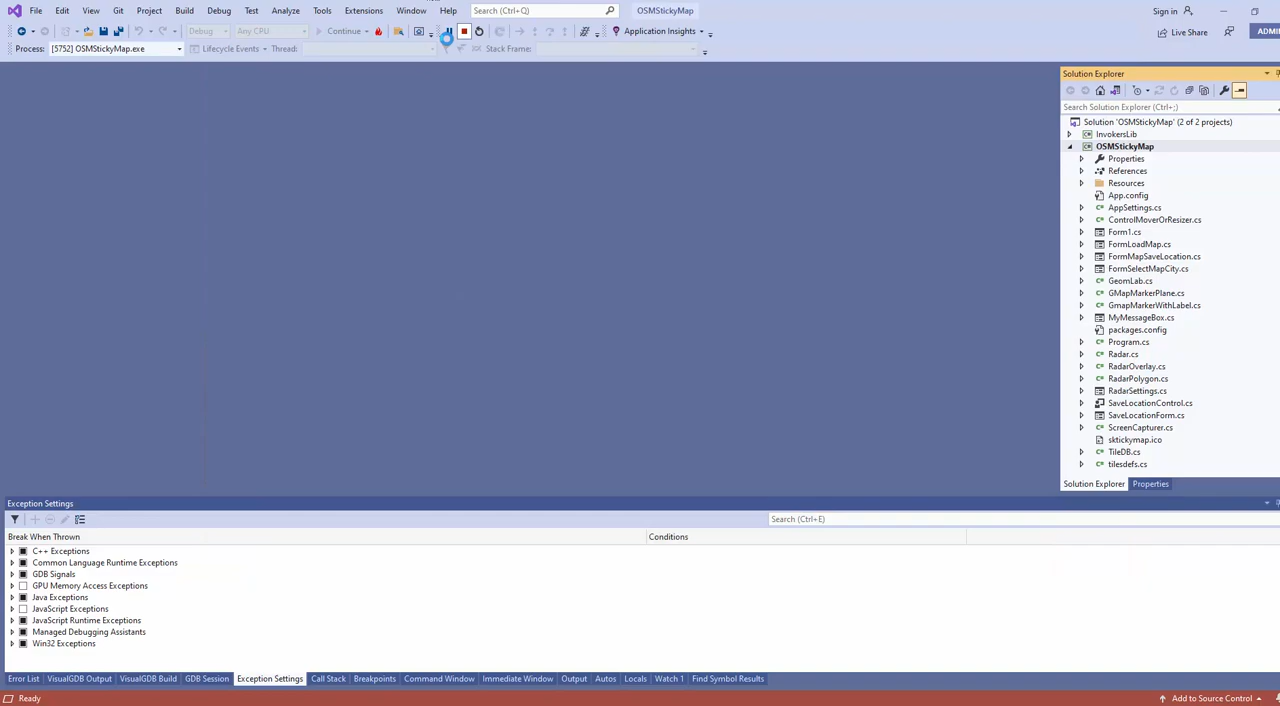 File Edit View Git Project Build Debug Test Analyze Tools Extensions Window Help Search (Ctrl+Q) OSMStickyMap Sign in
Debug Any CPU Continue Application Insights Live Share ADMI
Process: [5752] OSMStickyMap.exe Lifecycle Events Thread: Stack Frame:
Solution Explorer
Search Solution Explorer (Ctrl+;)
Solution 'OSMStickyMap' (2 of 2 projects)
InvokersLib
OSMStickyMap
Properties
References
Resources
App.config
AppSettings.cs
ControlMoverOrResizer.cs
Form1.cs
FormLoadMap.cs
FormMapSaveLocation.cs
FormSelectMapCity.cs
GeomLab.cs
GMapMarkerPlane.cs
GmapMarkerWithLabel.cs
MyMessageBox.cs
packages.config
Program.cs
Radar.cs
RadarOverlay.cs
RadarPolygon.cs
RadarSettings.cs
SaveLocationControl.cs
SaveLocationForm.cs
ScreenCapturer.cs
sktickymap.ico
TileDB.cs
tilesdefs.cs
Solution Explorer Properties
Exception Settings
Search (Ctrl+E)
Break When Thrown Conditions
C++ Exceptions
Common Language Runtime Exceptions
GDB Signals
GPU Memory Access Exceptions
Java Exceptions
JavaScript Exceptions
JavaScript Runtime Exceptions
Managed Debugging Assistants
Win32 Exceptions
Error List VisualGDB Output VisualGDB Build GDB Session Exception Settings Call Stack Breakpoints Command Window Immediate Window Output Autos Locals Watch 1 Find Symbol Results
Ready Add to Source Control